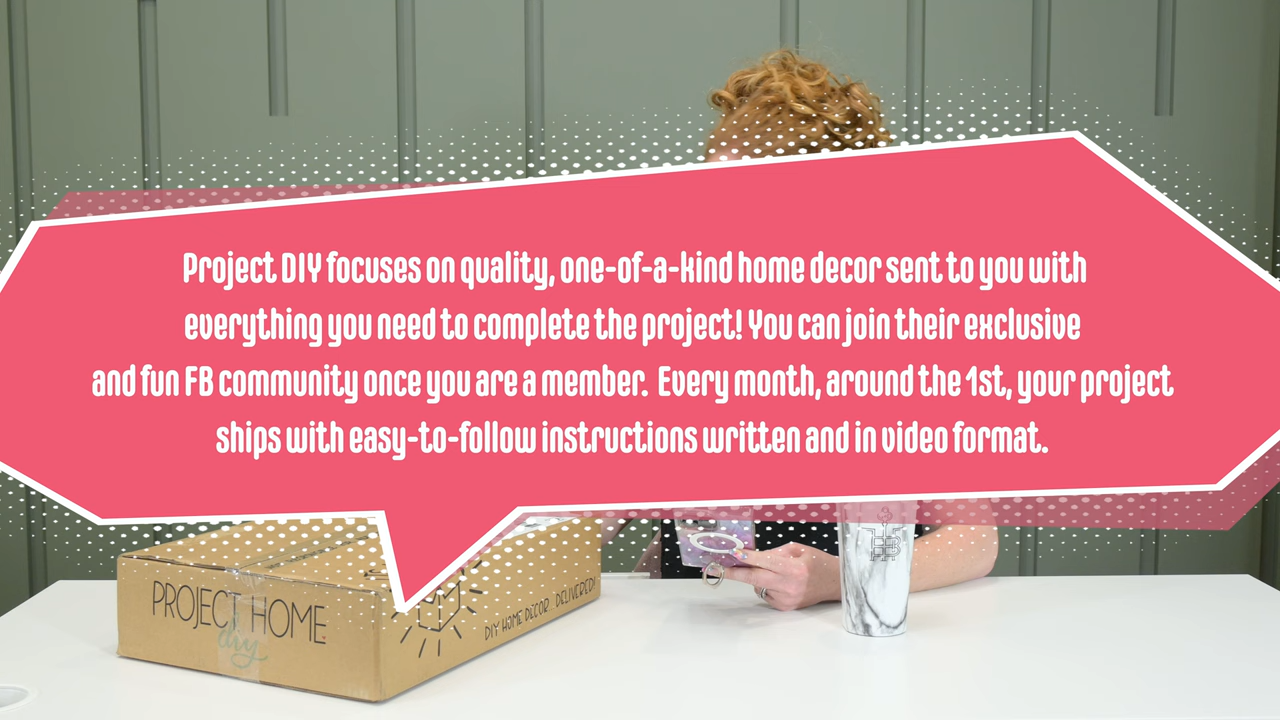 Project DIY focuses on quality, one-of-a-kind home decor sent to you with
everything you need to complete the project! You can join their exclusive
and fun FB community once you are a member. Every month, around the 1st, your project
ships with easy-to-follow instructions written and in video format.
PROJECT HOME
diy
DIY HOME DECOR DELIVERED!